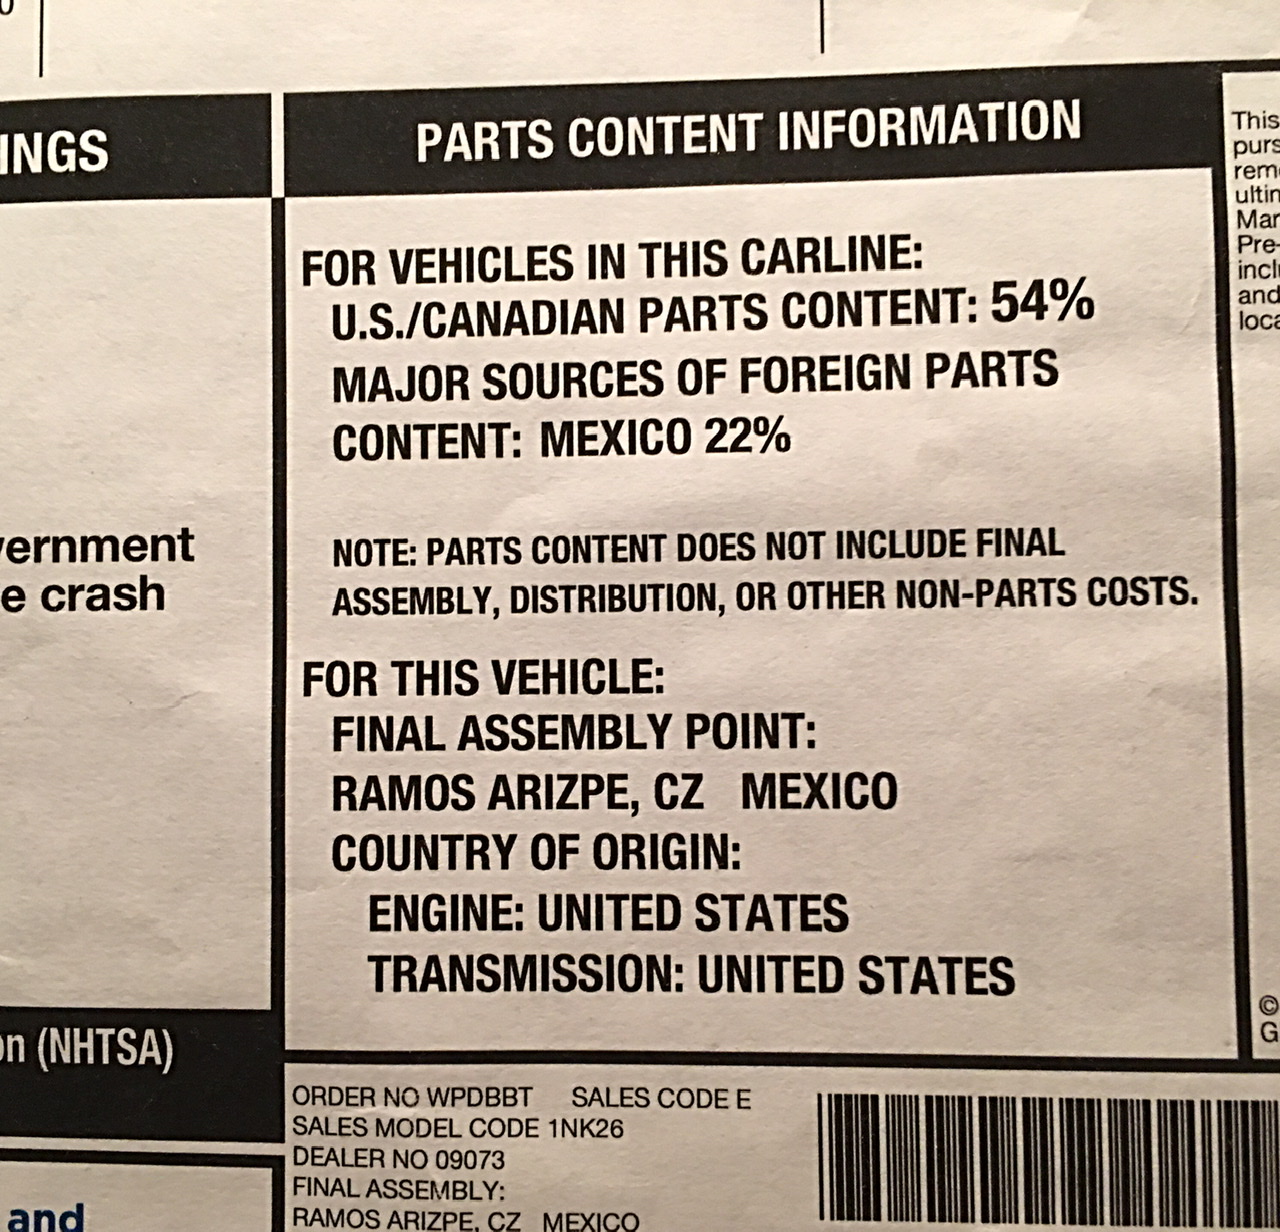 INGS
PARTS CONTENT INFORMATION
FOR VEHICLES IN THIS CARLINE:
U.S./CANADIAN PARTS CONTENT: 54%
MAJOR SOURCES OF FOREIGN PARTS
CONTENT: MEXICO 22%
NOTE: PARTS CONTENT DOES NOT INCLUDE FINAL
ASSEMBLY, DISTRIBUTION, OR OTHER NON-PARTS COSTS.
FOR THIS VEHICLE:
FINAL ASSEMBLY POINT:
RAMOS ARIZPE, CZ MEXICO
COUNTRY OF ORIGIN:
ENGINE: UNITED STATES
TRANSMISSION: UNITED STATES
vernment
e crash
on (NHTSA)
and
ORDER NO WPDBBT SALES CODE E
SALES MODEL CODE 1NK26
DEALER NO 09073
FINAL ASSEMBLY:
RAMOS ARIZPE, CZ MEXICO
This
purs
rem
ultin
Mar
Pre-
incl
and
loca
©
G